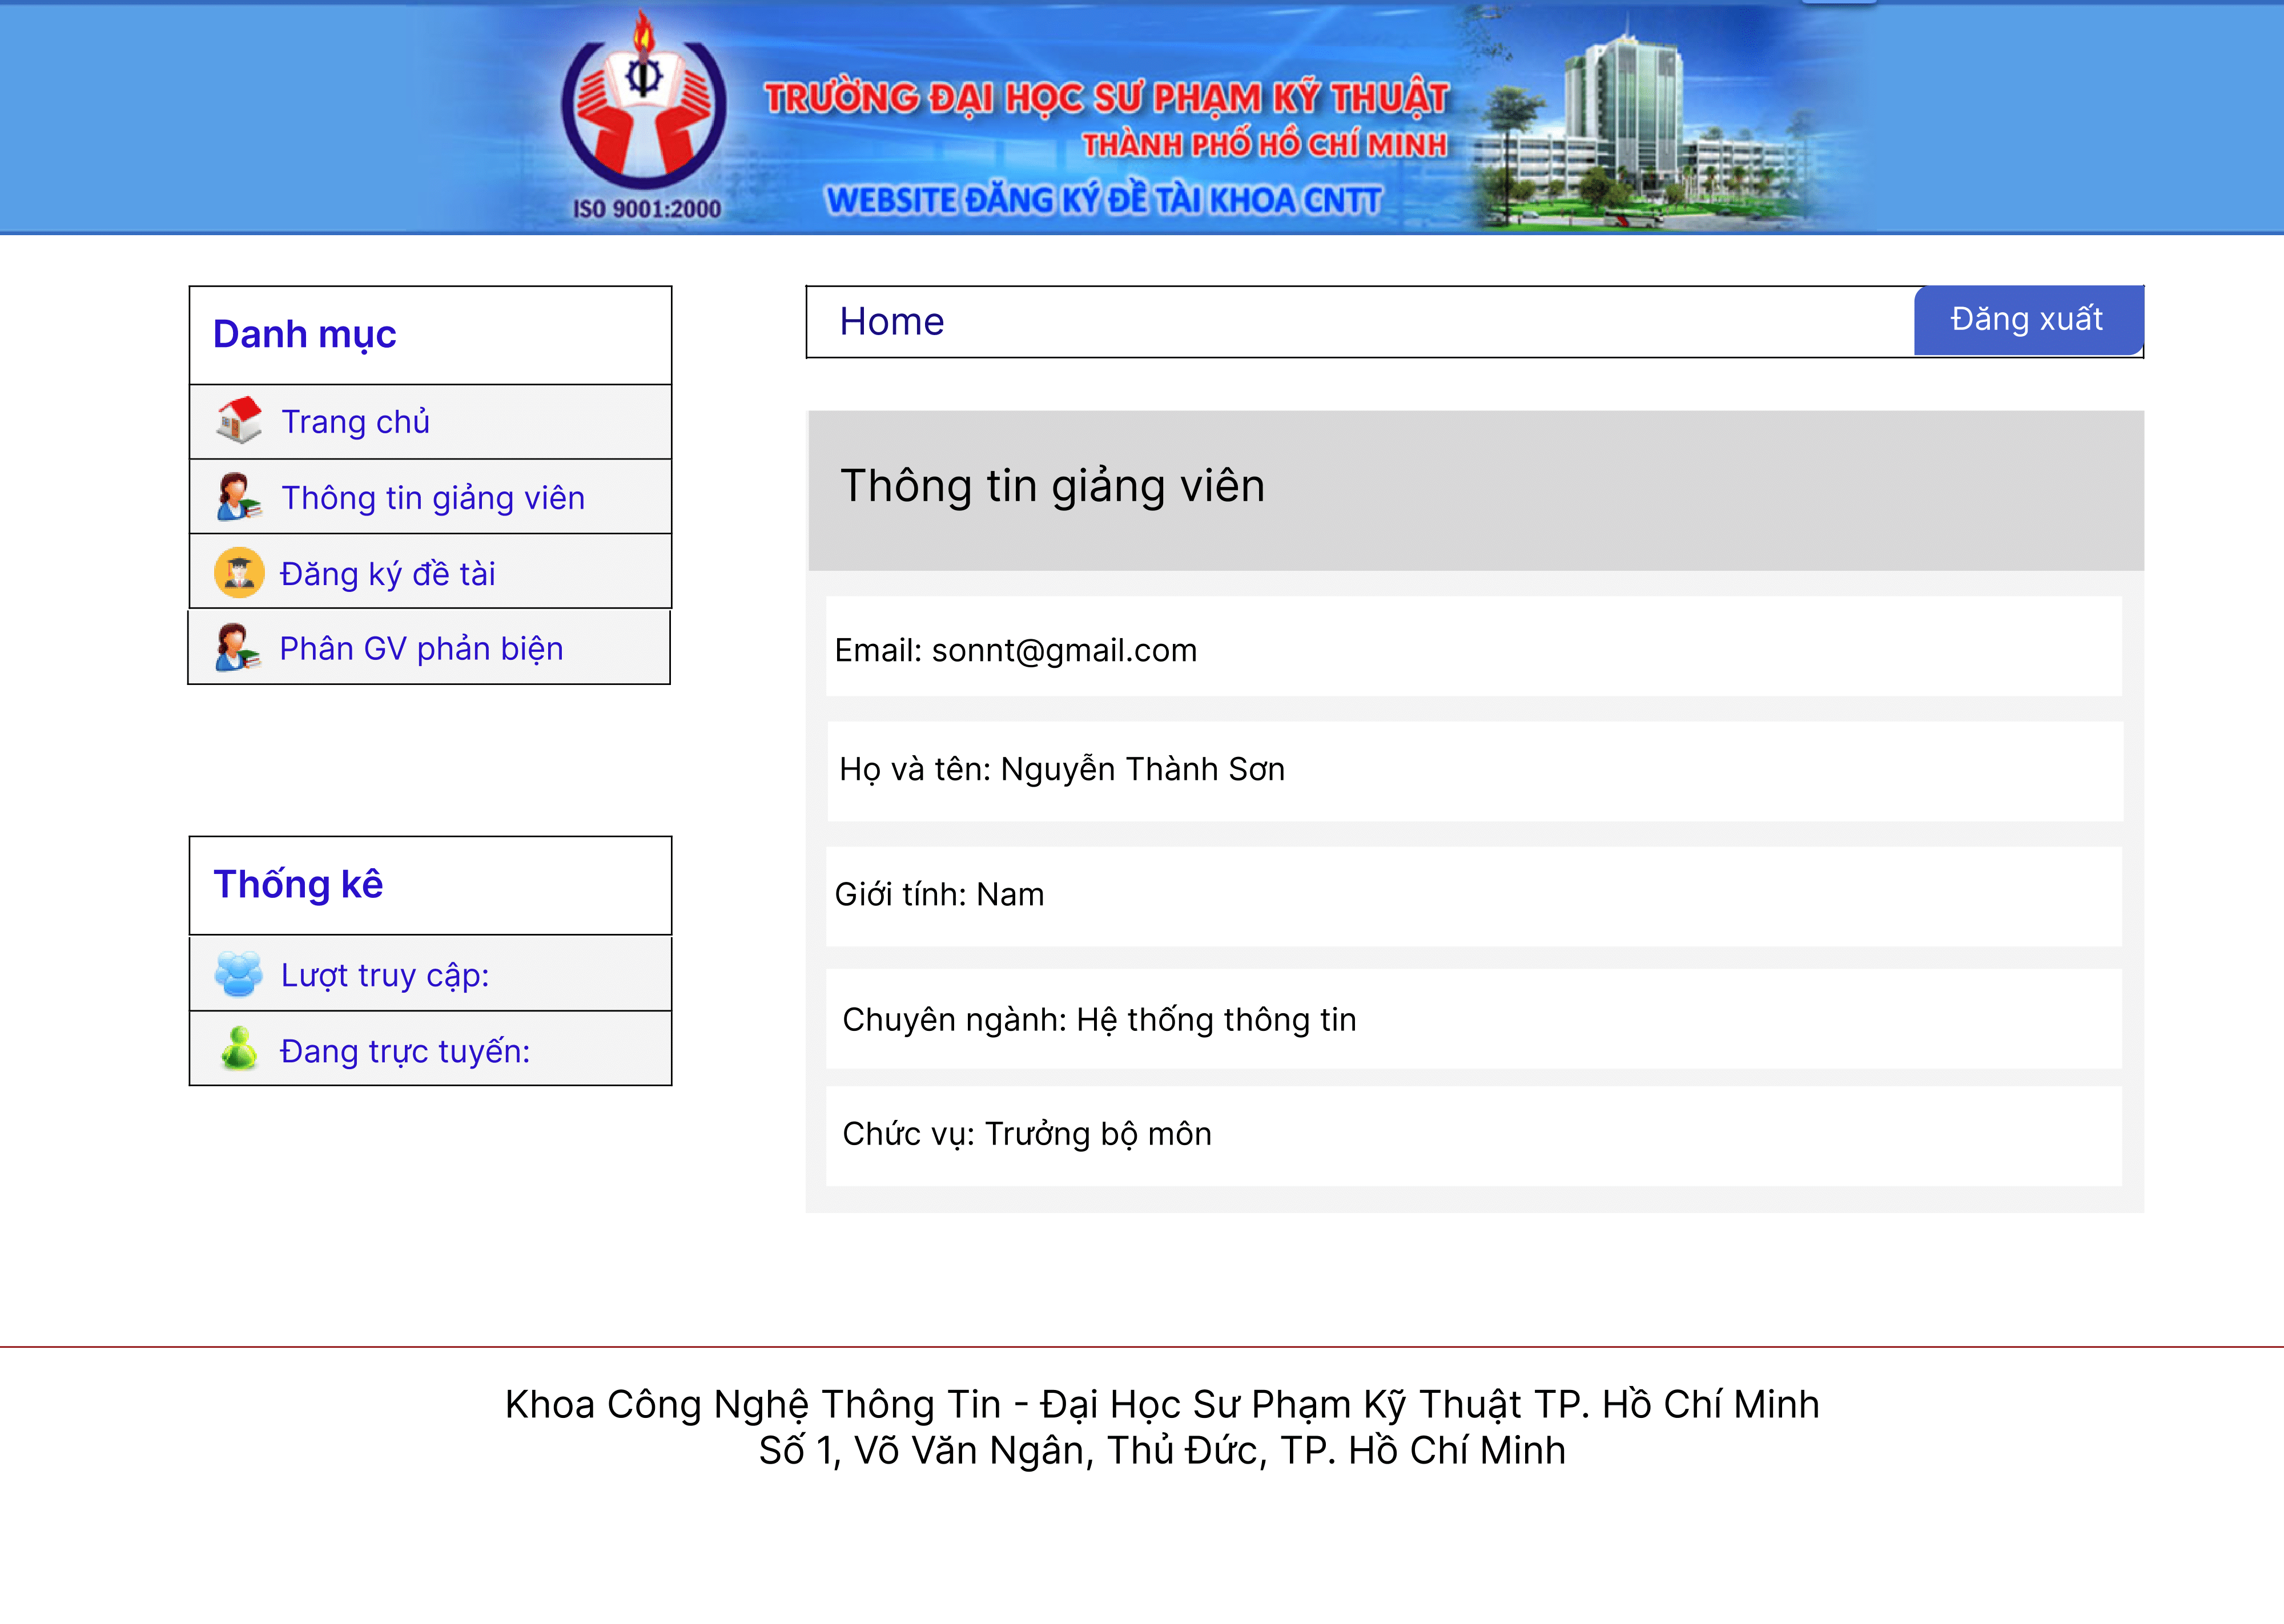 TRƯỜNG ĐẠI HỌC SƯ PHẠM KỸ THUẬT
THÀNH PHỐ HỒ CHÍ MINH
WEBSITE ĐĂNG KÝ ĐỀ TÀI KHOA CNTT
ISO 9001:2000
Danh mục
Trang chủ
Thông tin giảng viên
Đăng ký đề tài
Phân GV phản biện
Thống kê
Lượt truy cập:
Đang trực tuyến:
Home
Đăng xuất
Thông tin giảng viên
Email: sonnt@gmail.com
Họ và tên: Nguyễn Thành Sơn
Giới tính: Nam
Chuyên ngành: Hệ thống thông tin
Chức vụ: Trưởng bộ môn
Khoa Công Nghệ Thông Tin - Đại Học Sư Phạm Kỹ Thuật TP. Hồ Chí Minh
Số 1, Võ Văn Ngân, Thủ Đức, TP. Hồ Chí Minh